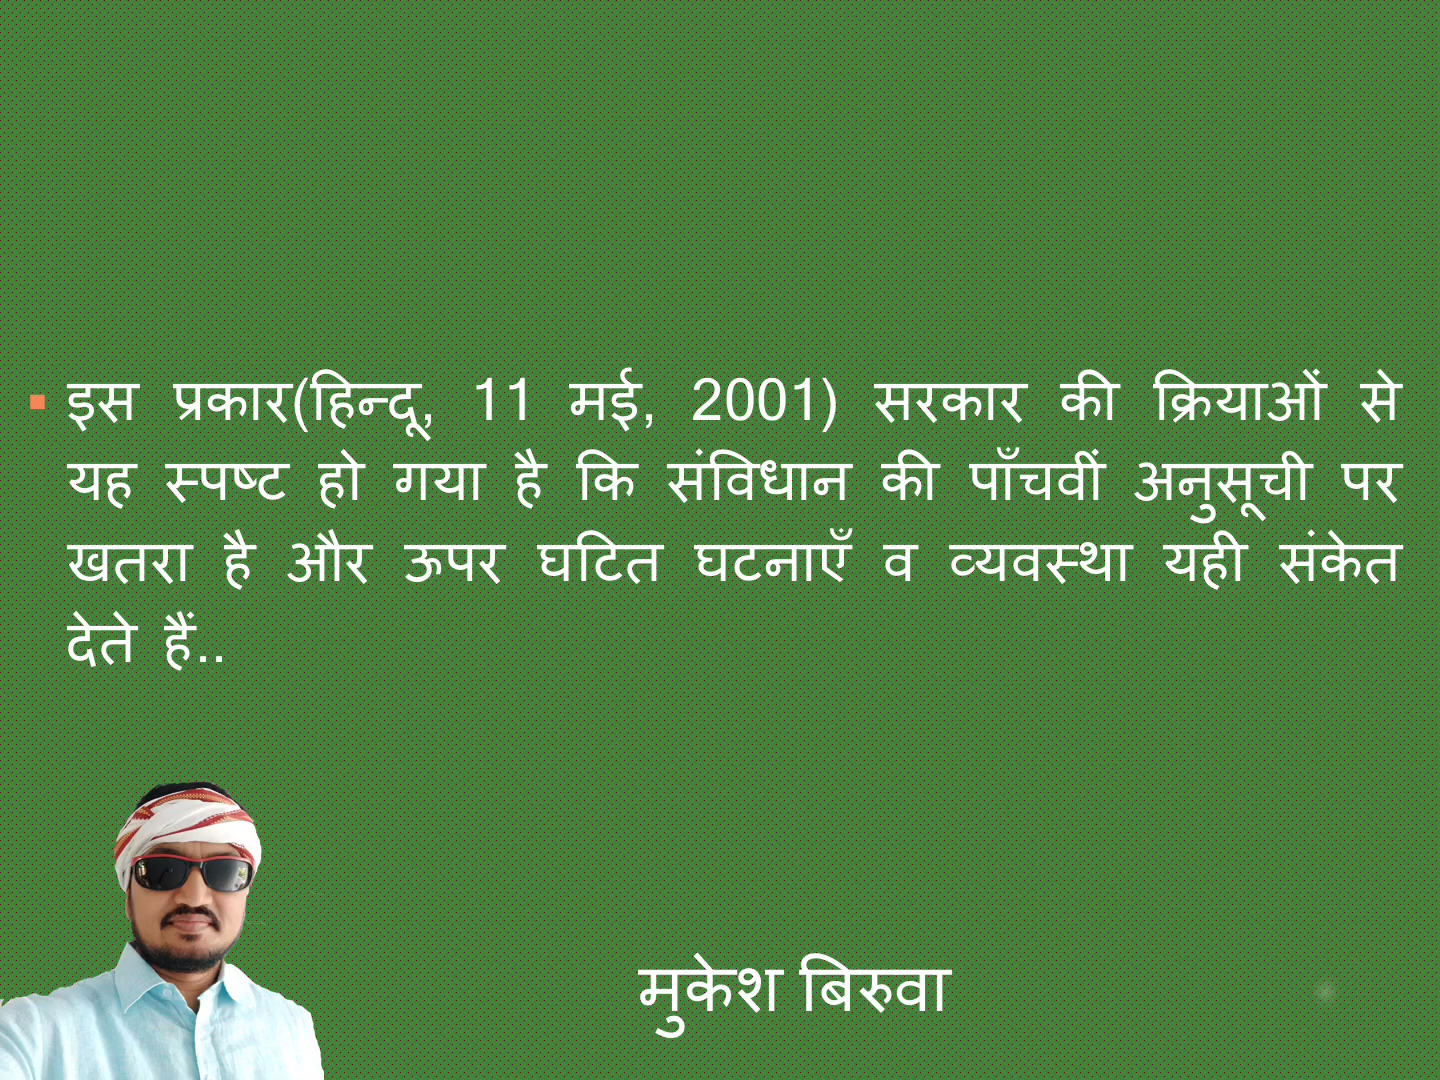 इस प्रकार(हिन्दू, 11 मई, 2001) सरकार की क्रियाओं से
यह स्पष्ट हो गया है कि संविधान की पाँचवीं अनुसूची पर
खतरा है और ऊपर घटित घटनाएँ व व्यवस्था यही संकेत
देते हैं..
मुकेश बिरुवा